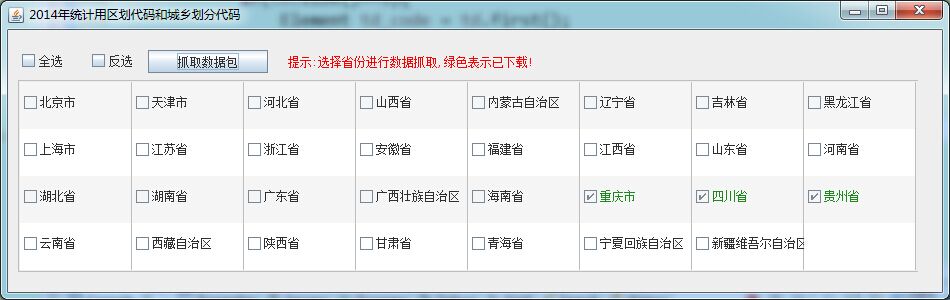 Element td_code = td.first();
2014年统计用区划代码和城乡划分代码
全选 反选 抓取数据包 提示:选择省份进行数据抓取,绿色表示已下载!
北京市 天津市 河北省 山西省 内蒙古自治区 辽宁省 吉林省 黑龙江省
上海市 江苏省 浙江省 安徽省 福建省 江西省 山东省 河南省
湖北省 湖南省 广东省 广西壮族自治区 海南省 重庆市 四川省 贵州省
云南省 西藏自治区 陕西省 甘肃省 青海省 宁夏回族自治区 新疆维吾尔自治区